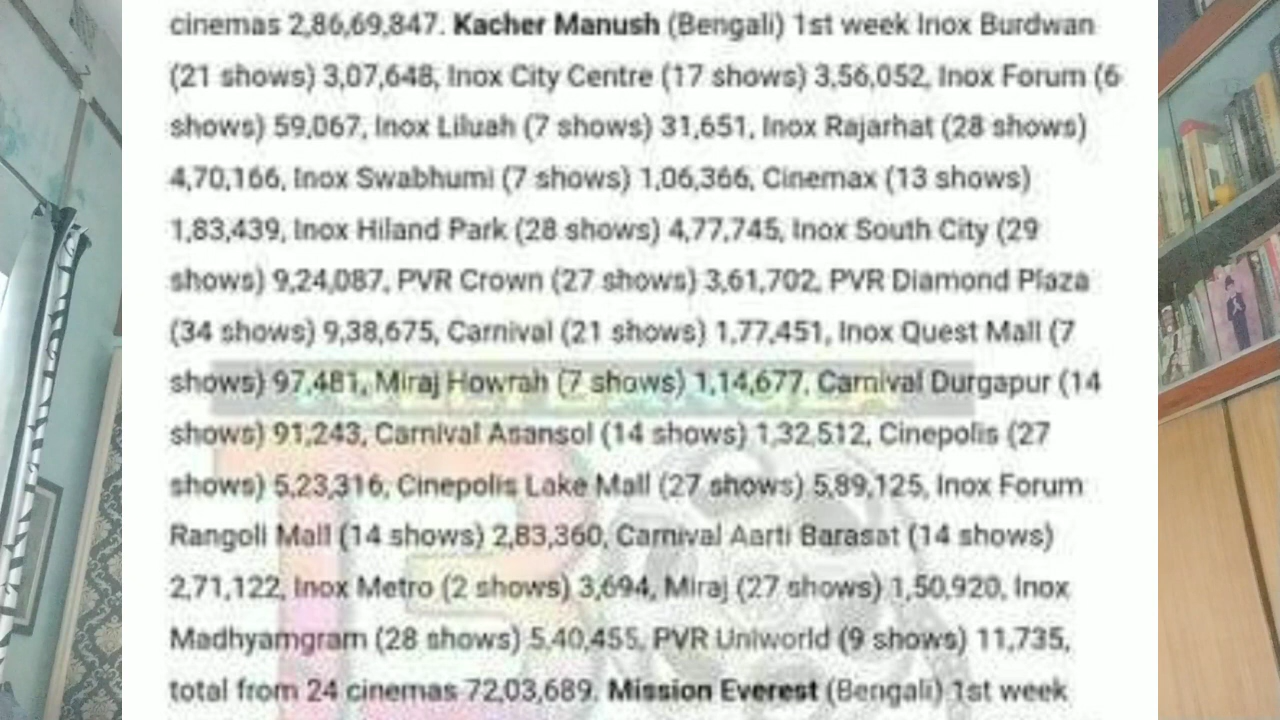 cinemas 2,86,69,847. Kacher Manush (Bengali) 1st week Inox Burdwan
(21 shows) 3,07,648, Inox City Centre (17 shows) 3,56,052, Inox Forum (6
shows) 59,067, Inox Liluah (7 shows) 31,651, Inox Rajarhat (28 shows)
4,70,166, Inox Swabhumi (7 shows) 1,06,366, Cinemax (13 shows)
1,83,439, Inox Hiland Park (28 shows) 4,77,745, Inox South City (29
shows) 9,24,087, PVR Crown (27 shows) 3,61,702, PVR Diamond Plaza
(34 shows) 9,38,675, Carnival (21 shows) 1,77,451, Inox Quest Mall (7
shows) 97,481, Miraj Howrah (7 shows) 1,14,677, Carnival Durgapur (14
shows) 91,243, Carnival Asansol (14 shows) 1,32,512, Cinepolis (27
shows) 5,23,316, Cinepolis Lake Mall (27 shows) 5,89,125, Inox Forum
Rangoli Mall (14 shows) 2,83,360, Carnival Aarti Barasat (14 shows)
2,71,122, Inox Metro (2 shows) 3,694, Miraj (27 shows) 1,50,920, Inox
Madhyamgram (28 shows) 5,40,455, PVR Uniworld (9 shows) 11,735,
total from 24 cinemas 72,03,689. Mission Everest (Bengali) 1st week